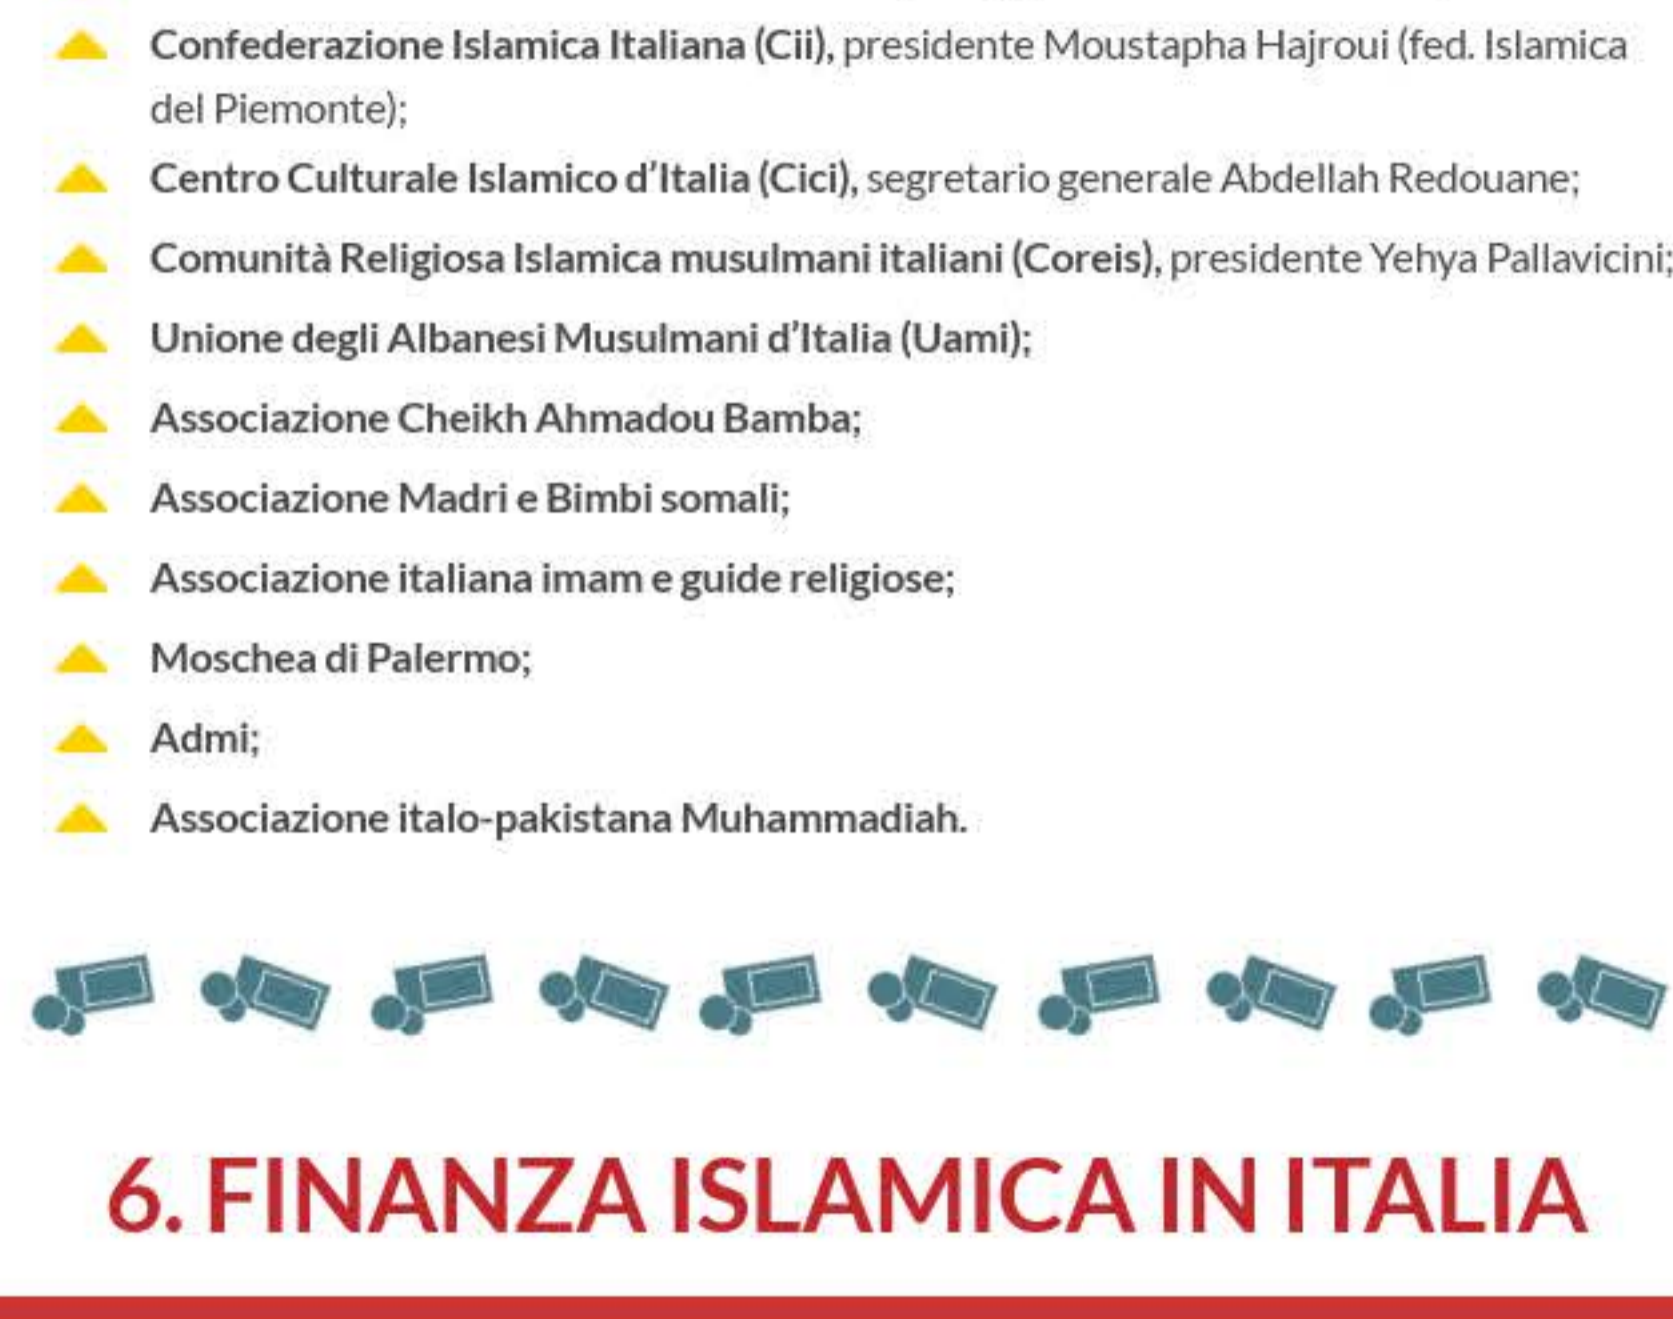 Confederazione Islamica Italiana (Cii), presidente Moustapha Hajroui (fed. Islamica
del Piemonte);
Centro Culturale Islamico d'Italia (Cici), segretario generale Abdellah Redouane;
Comunità Religiosa Islamica musulmani italiani (Coreis), presidente Yehya Pallavicini;
Unione degli Albanesi Musulmani d'Italia (Uami);
Associazione Cheikh Ahmadou Bamba;
Associazione Madri e Bimbi somali;
Associazione italiana imam e guide religiose;
Moschea di Palermo;
Admi;
Associazione italo-pakistana Muhammadiah.
6. FINANZA ISLAMICA IN ITALIA